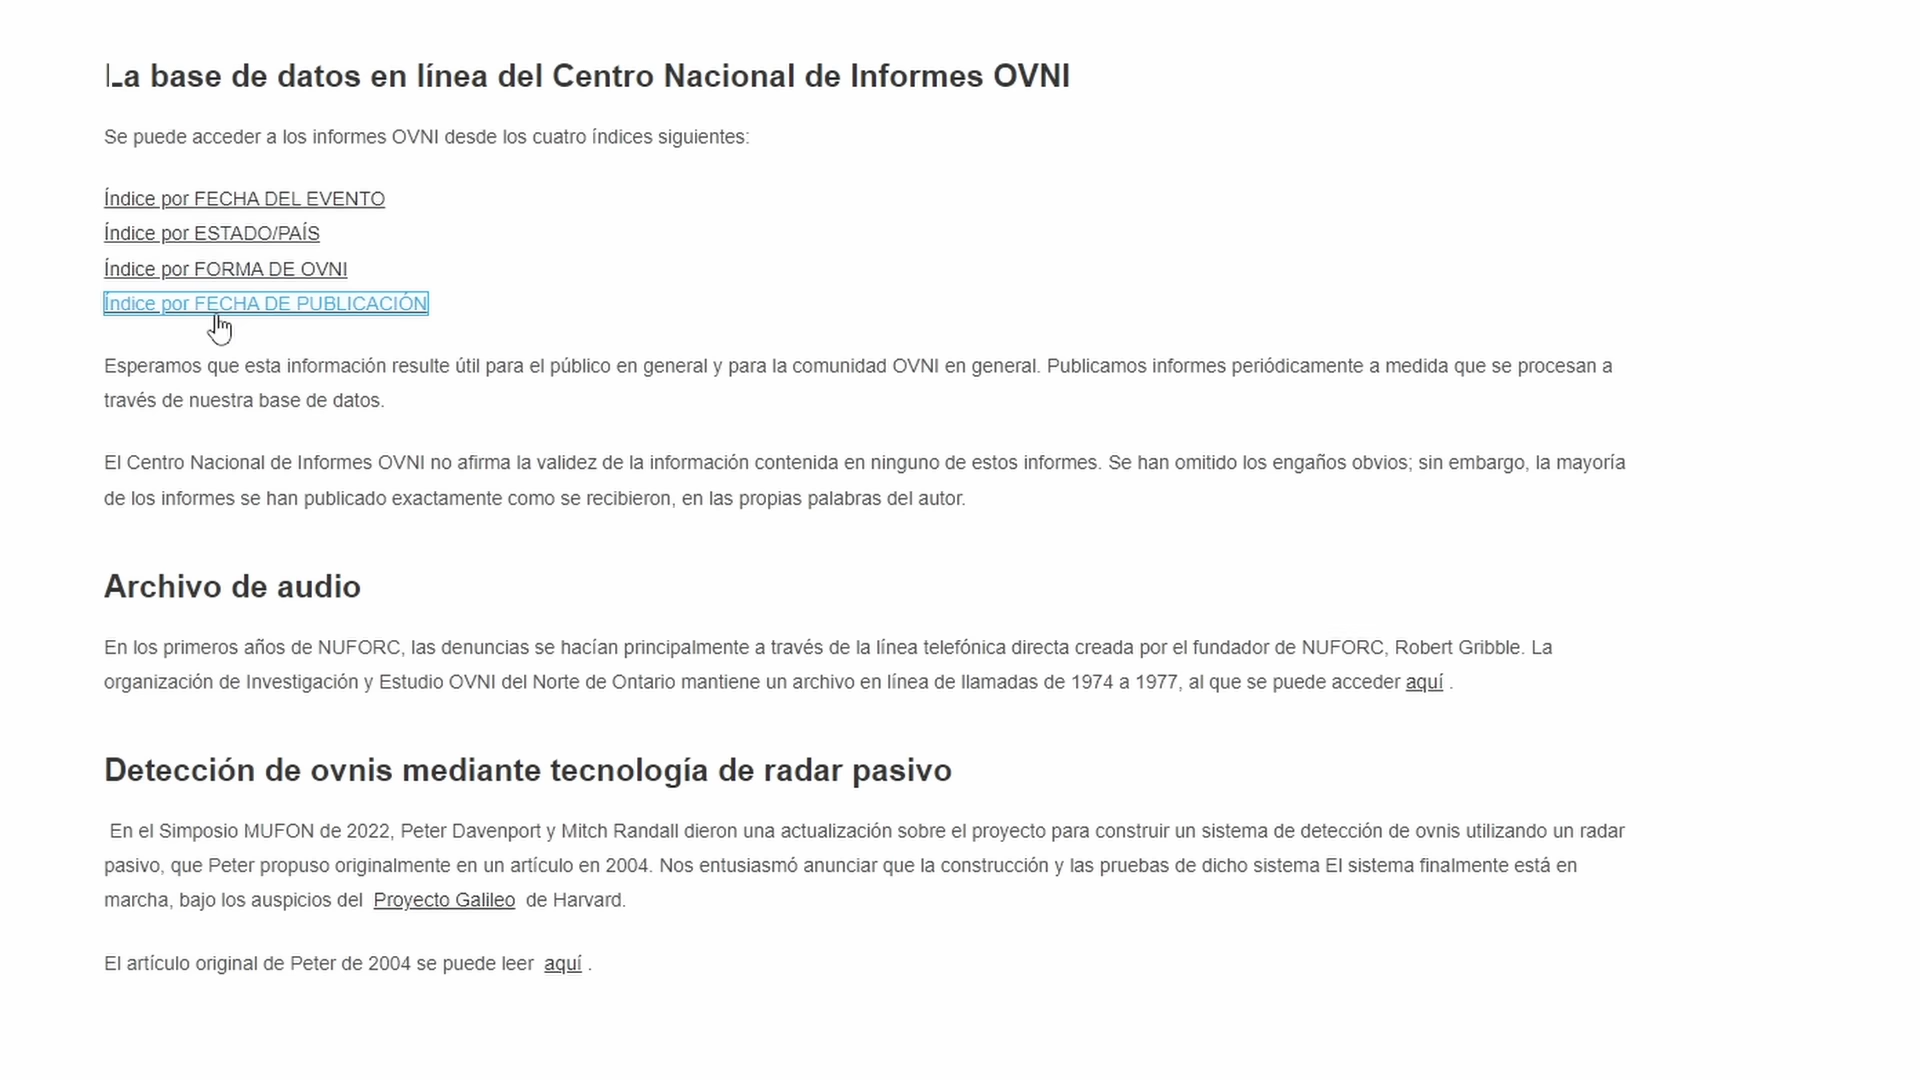 La base de datos en línea del Centro Nacional de Informes OVNI
Se puede acceder a los informes OVNI desde los cuatro índices siguientes:
Índice por FECHA DEL EVENTO
Índice por ESTADO/PAÍS
Índice por FORMA DE OVNI
Índice por FECHA DE PUBLICACIÓN
Esperamos que esta información resulte útil para el público en general y para la comunidad OVNI en general. Publicamos informes periódicamente a medida que se procesan a
través de nuestra base de datos.
El Centro Nacional de Informes OVNI no afirma la validez de la información contenida en ninguno de estos informes. Se han omitido los engaños obvios; sin embargo, la mayoría
de los informes se han publicado exactamente como se recibieron, en las propias palabras del autor.
Archivo de audio
En los primeros años de NUFORC, las denuncias se hacían principalmente a través de la línea telefónica directa creada por el fundador de NUFORC, Robert Gribble. La
organización de Investigación y Estudio OVNI del Norte de Ontario mantiene un archivo en línea de llamadas de 1974 a 1977, al que se puede acceder aquí .
Detección de ovnis mediante tecnología de radar pasivo
En el Simposio MUFON de 2022, Peter Davenport y Mitch Randall dieron una actualización sobre el proyecto para construir un sistema de detección de ovnis utilizando un radar
pasivo, que Peter propuso originalmente en un artículo en 2004. Nos entusiasmó anunciar que la construcción y las pruebas de dicho sistema El sistema finalmente está en
marcha, bajo los auspicios del Proyecto Galileo de Harvard.
El artículo original de Peter de 2004 se puede leer aquí .